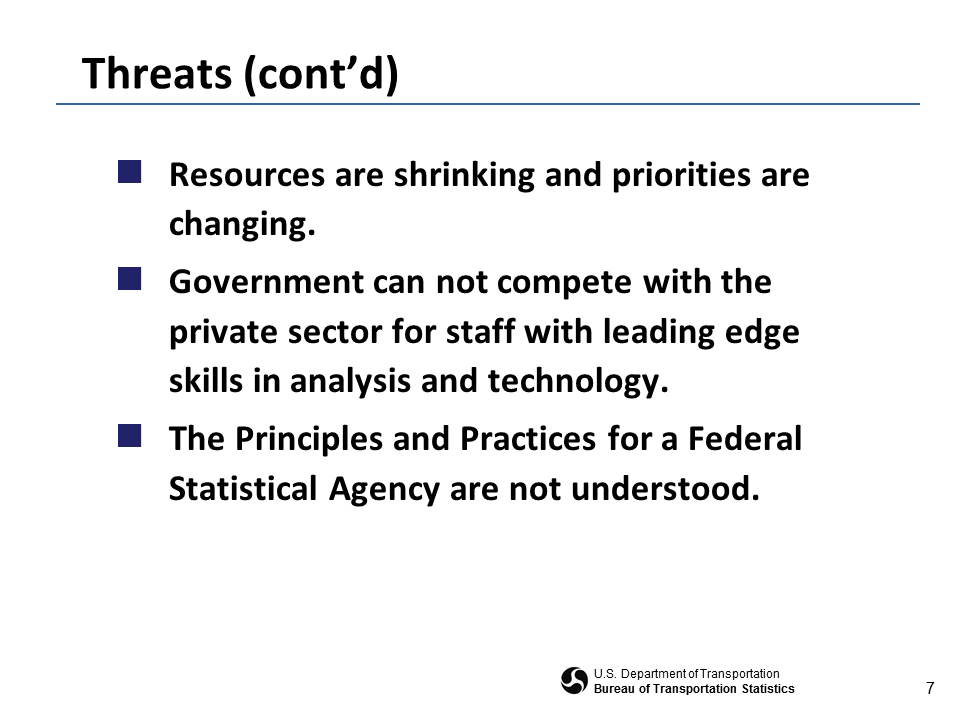 Threats (cont’d)
Resources are shrinking and priorities are
changing.
Government can not compete with the
private sector for staff with leading edge
skills in analysis and technology.
The Principles and Practices for a Federal
Statistical Agency are not understood.
U.S. Department of Transportation
Bureau of Transportation Statistics
7